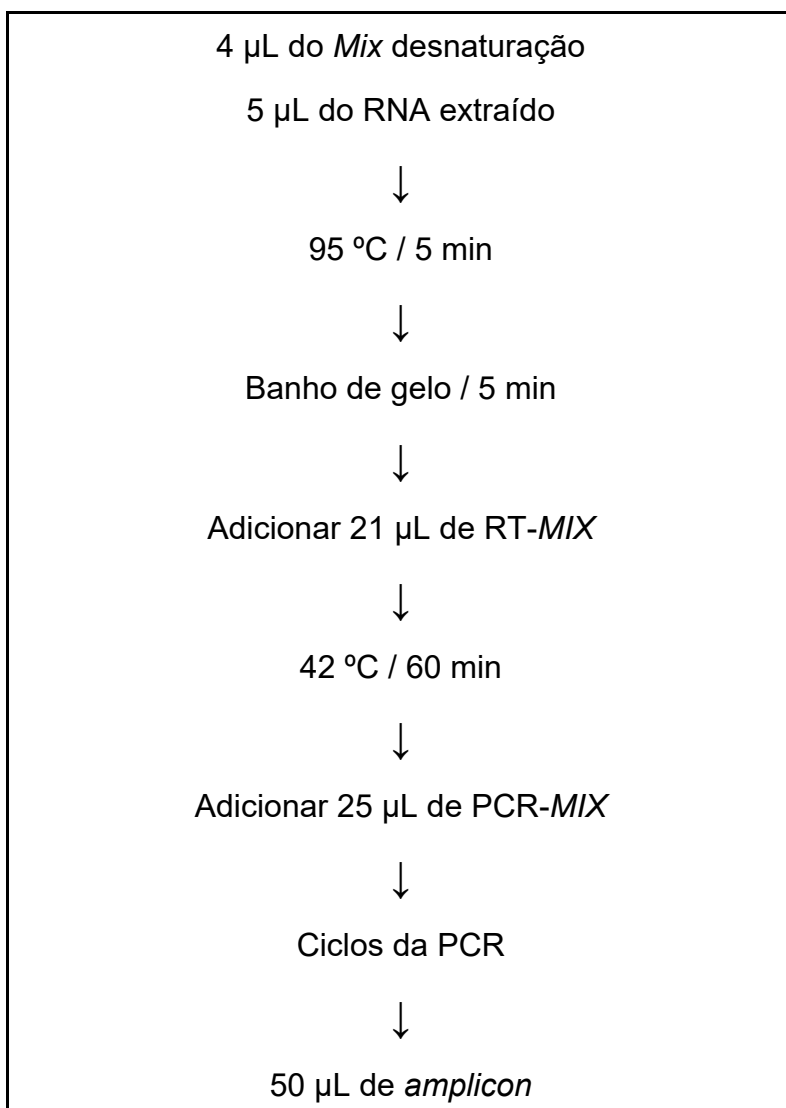 4 µL do Mix desnaturação
5 µL do RNA extraído
↓
95 ºC / 5 min
↓
Banho de gelo / 5 min
↓
Adicionar 21 µL de RT-MIX
↓
42 ºC / 60 min
↓
Adicionar 25 µL de PCR-MIX
↓
Ciclos da PCR
↓
50 µL de amplicon